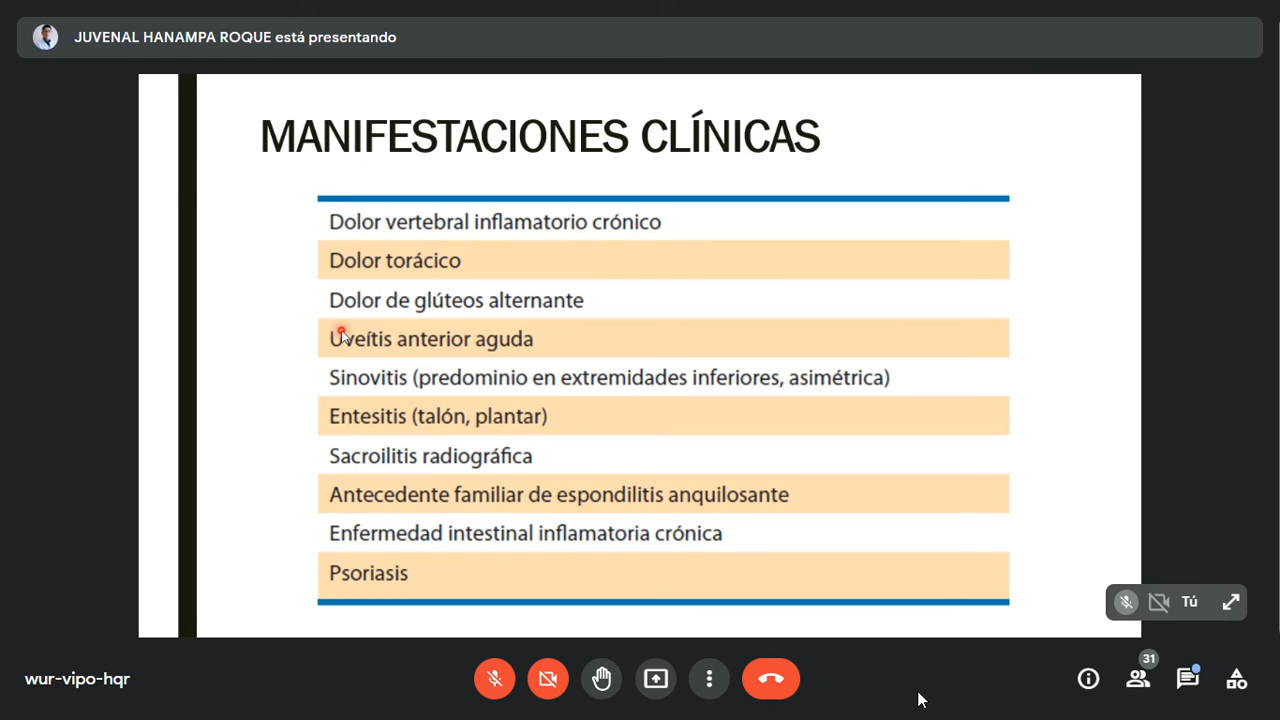 JUVENAL HANAMPA ROQUE está presentando
MANIFESTACIONES CLÍNICAS
Dolor vertebral inflamatorio crónico
Dolor torácico
Dolor de glúteos alternante
Uveítis anterior aguda
Sinovitis (predominio en extremidades inferiores, asimétrica)
Entesitis (talón, plantar)
Sacroilitis radiográfica
Antecedente familiar de espondilitis anquilosante
Enfermedad intestinal inflamatoria crónica
Psoriasis
Tú
31
wur-vipo-hqr